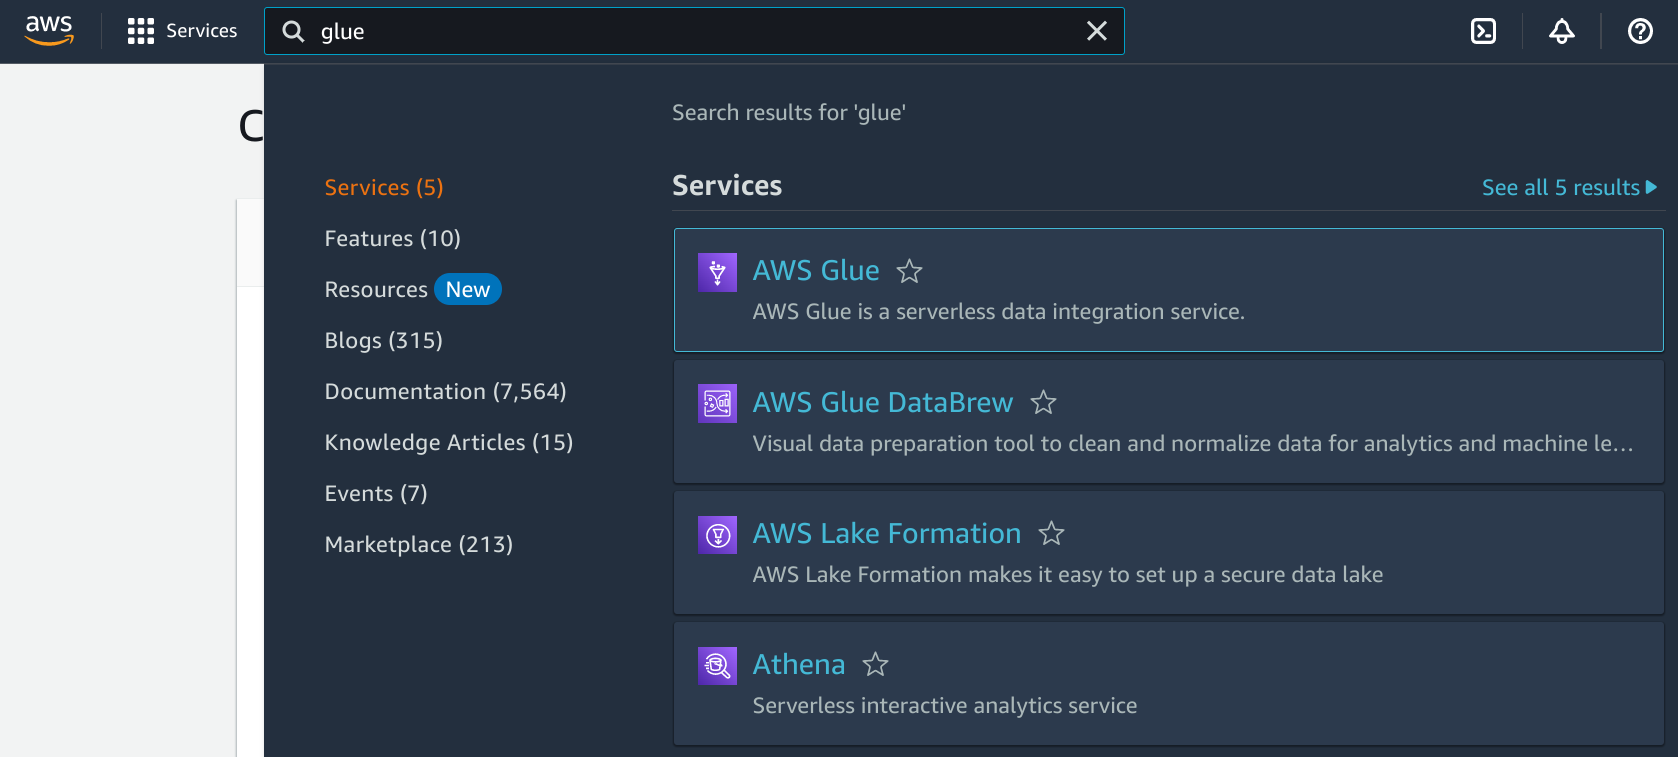 aws
Services
glue
C
Search results for 'glue'
Services (5)
Features (10)
Resources New
Blogs (315)
Documentation (7,564)
Knowledge Articles (15)
Events (7)
Marketplace (213)
Services
See all 5 results
AWS Glue
AWS Glue is a serverless data integration service.
AWS Glue DataBrew
Visual data preparation tool to clean and normalize data for analytics and machine le...
AWS Lake Formation
AWS Lake Formation makes it easy to set up a secure data lake
Athena
Serverless interactive analytics service